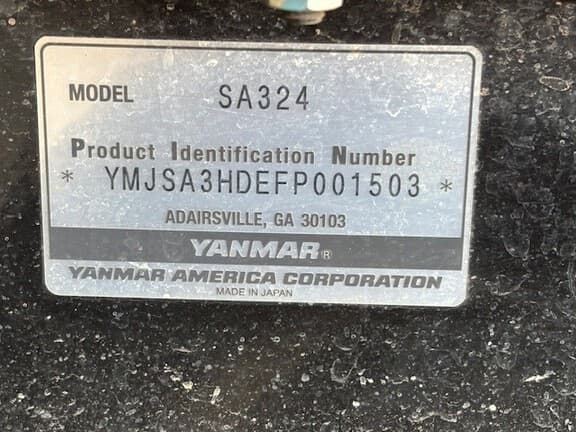 MODEL SA324
Product Identification Number
* YMJSA3HDEFP001503 *
ADAIRSVILLE, GA 30103
YANMAR®
YANMAR AMERICA CORPORATION
MADE IN JAPAN